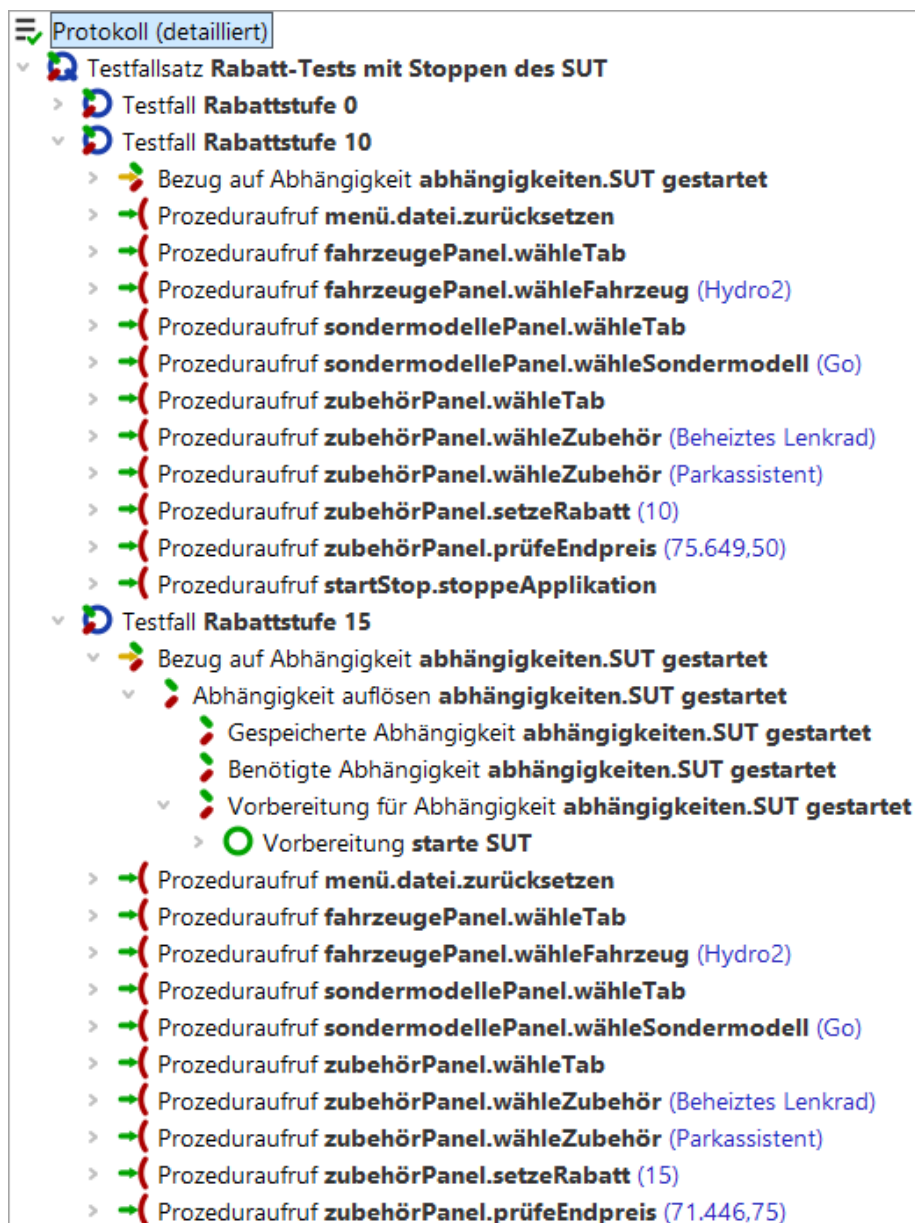 Protokoll (detailliert)
Testfallsatz Rabatt-Tests mit Stoppen des SUT
Testfall Rabattstufe 0
Testfall Rabattstufe 10
Bezug auf Abhängigkeit abhängigkeiten.SUT gestartet
Prozeduraufruf menü.datei.zurücksetzen
Prozeduraufruf fahrzeugePanel.wähleTab
Prozeduraufruf fahrzeugePanel.wähleFahrzeug (Hydro2)
Prozeduraufruf sondermodellePanel.wähleTab
Prozeduraufruf sondermodellePanel.wähleSondermodell (Go)
Prozeduraufruf zubehörPanel.wähleTab
Prozeduraufruf zubehörPanel.wähleZubehör (Beheiztes Lenkrad)
Prozeduraufruf zubehörPanel.wähleZubehör (Parkassistent)
Prozeduraufruf zubehörPanel.setzeRabatt (10)
Prozeduraufruf zubehörPanel.prüfeEndpreis (75.649,50)
Prozeduraufruf startStop.stoppeApplikation
Testfall Rabattstufe 15
Bezug auf Abhängigkeit abhängigkeiten.SUT gestartet
Abhängigkeit auflösen abhängigkeiten.SUT gestartet
Gespeicherte Abhängigkeit abhängigkeiten.SUT gestartet
Benötigte Abhängigkeit abhängigkeiten.SUT gestartet
Vorbereitung für Abhängigkeit abhängigkeiten.SUT gestartet
Vorbereitung starte SUT
Prozeduraufruf menü.datei.zurücksetzen
Prozeduraufruf fahrzeugePanel.wähleTab
Prozeduraufruf fahrzeugePanel.wähleFahrzeug (Hydro2)
Prozeduraufruf sondermodellePanel.wähleTab
Prozeduraufruf sondermodellePanel.wähleSondermodell (Go)
Prozeduraufruf zubehörPanel.wähleTab
Prozeduraufruf zubehörPanel.wähleZubehör (Beheiztes Lenkrad)
Prozeduraufruf zubehörPanel.wähleZubehör (Parkassistent)
Prozeduraufruf zubehörPanel.setzeRabatt (15)
Prozeduraufruf zubehörPanel.prüfeEndpreis (71.446,75)